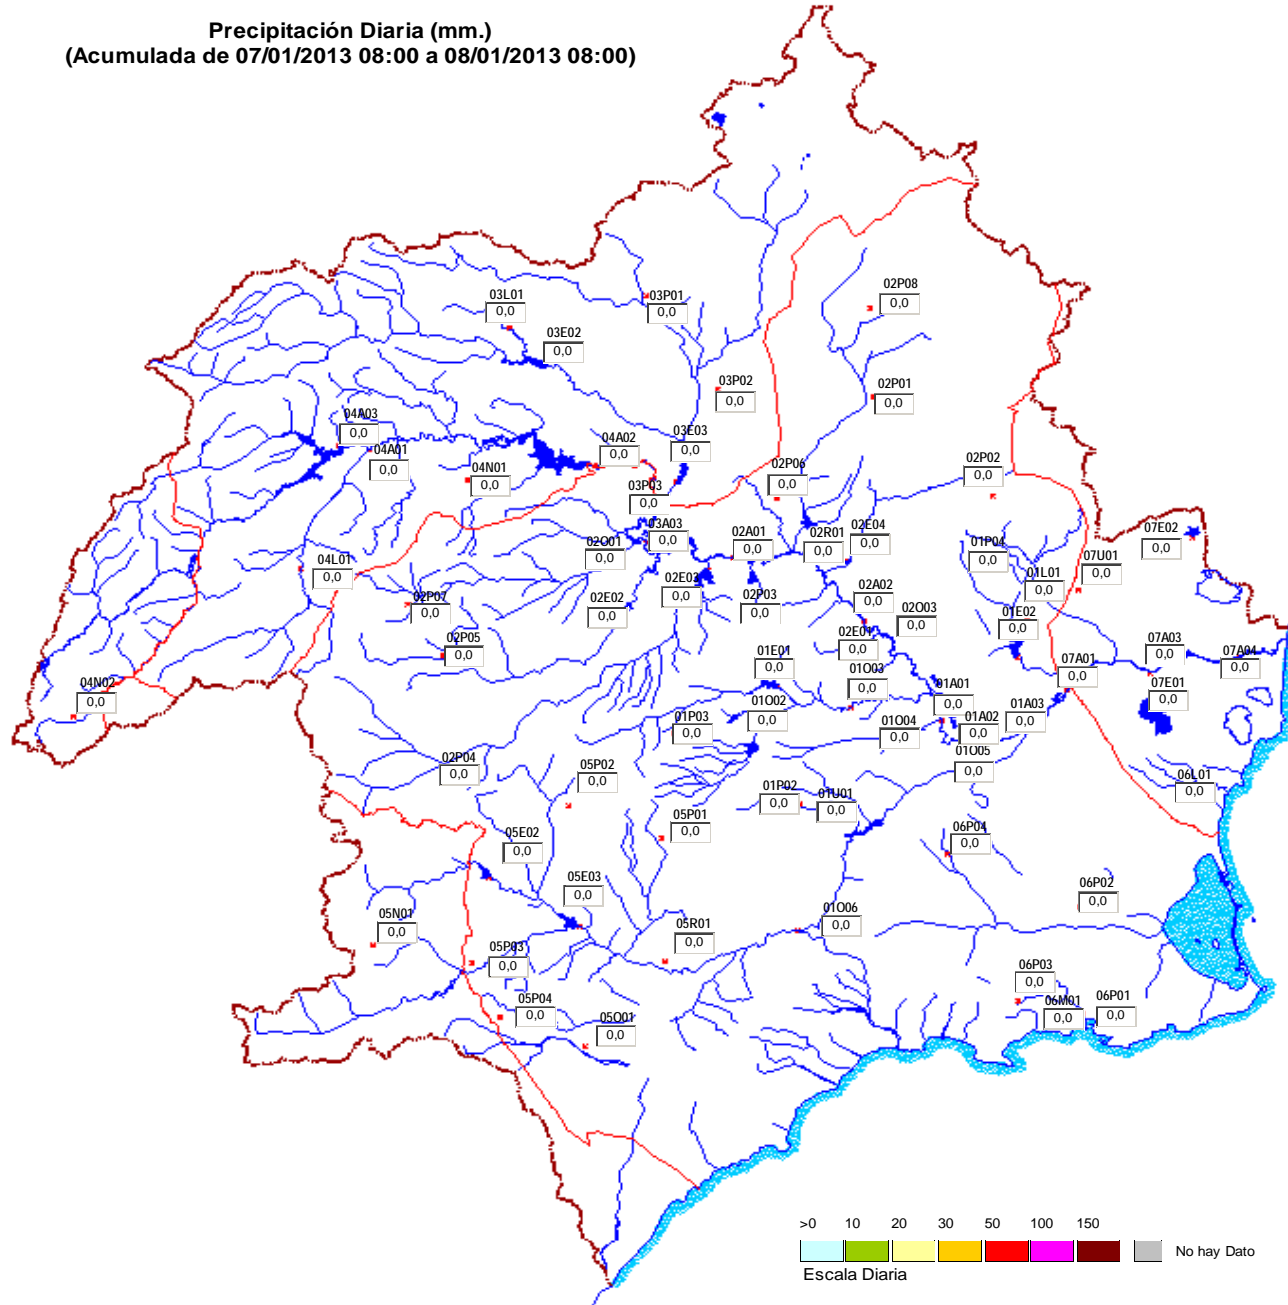 Precipitación Diaria (mm.)
(Acumulada de 07/01/2013 08:00 a 08/01/2013 08:00)
03L01
0,0
03P01
0,0
02P08
0,0
03E02
0,0
03P02
0,0
02P01
0,0
04A03
0,0
04A01
0,0
04A02
0,0
03E03
0,0
04N01
0,0
02P06
0,0
02P02
0,0
03P03
0,0
03A03
0,0
02O01
0,0
02A01
0,0
02R01
0,0
02E04
0,0
01P04
0,0
07E02
0,0
07U01
0,0
04L01
0,0
02E03
0,0
01L01
0,0
02P07
0,0
02E02
0,0
02P03
0,0
02A02
0,0
02O03
0,0
01E02
0,0
02P05
0,0
02E01
0,0
01E01
0,0
07A03
0,0
07A04
0,0
07A01
0,0
01O03
0,0
04N02
0,0
01A01
0,0
07E01
0,0
01O02
0,0
01P03
0,0
01O04
0,0
01A02
0,0
01A03
0,0
01O05
0,0
02P04
0,0
05P02
0,0
06L01
0,0
01P02
0,0
01U01
0,0
05P01
0,0
05E02
0,0
06P04
0,0
05E03
0,0
06P02
0,0
05N01
0,0
01O06
0,0
05R01
0,0
05P03
0,0
06P03
0,0
05P04
0,0
06M01
0,0
06P01
0,0
05O01
0,0
>0 10 20 30 50 100 150
No hay Dato
Escala Diaria